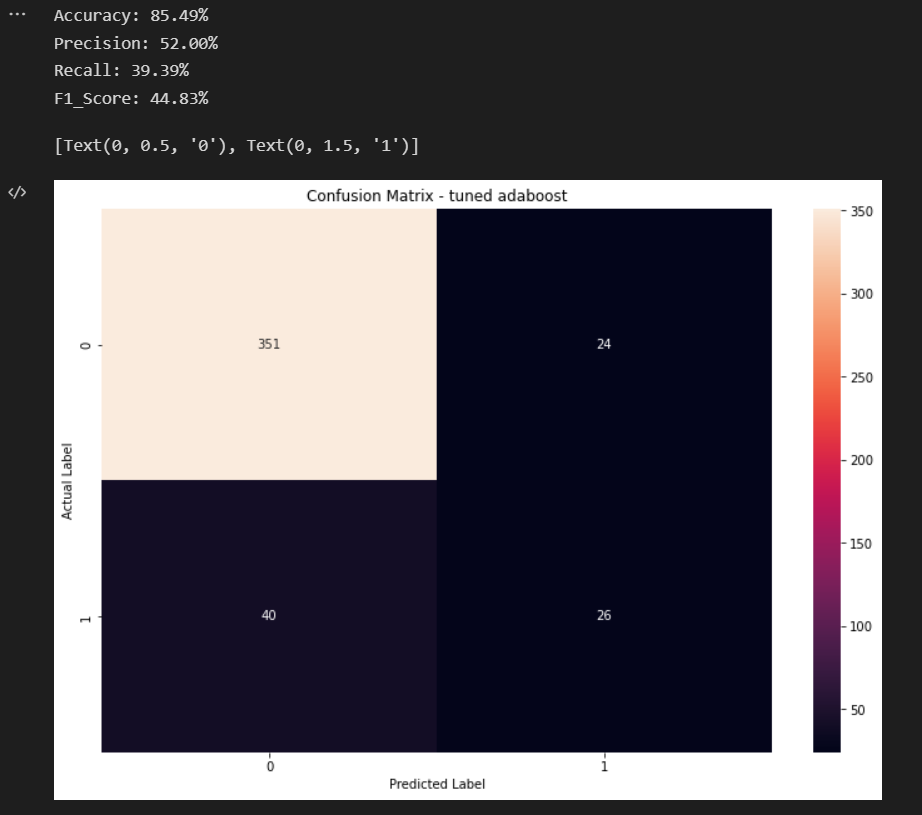 Accuracy: 85.49%
Precision: 52.00%
Recall: 39.39%
F1_Score: 44.83%
[Text(0, 0.5, '0'), Text(0, 1.5, '1')]
Confusion Matrix - tuned adaboost
0
351
24
1
40
26
Actual Label
0
1
Predicted Label
350
300
250
200
150
100
50